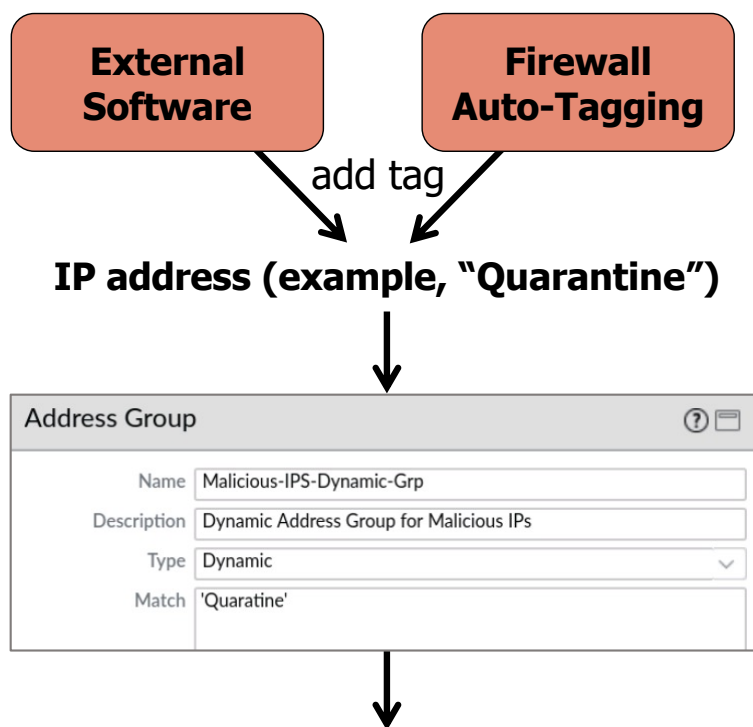 External
Software
Firewall
Auto-Tagging
add tag
IP address (example, “Quarantine”)
Address Group
Name Malicious-IPS-Dynamic-Grp
Description Dynamic Address Group for Malicious IPs
Type Dynamic
Match 'Quaratine'